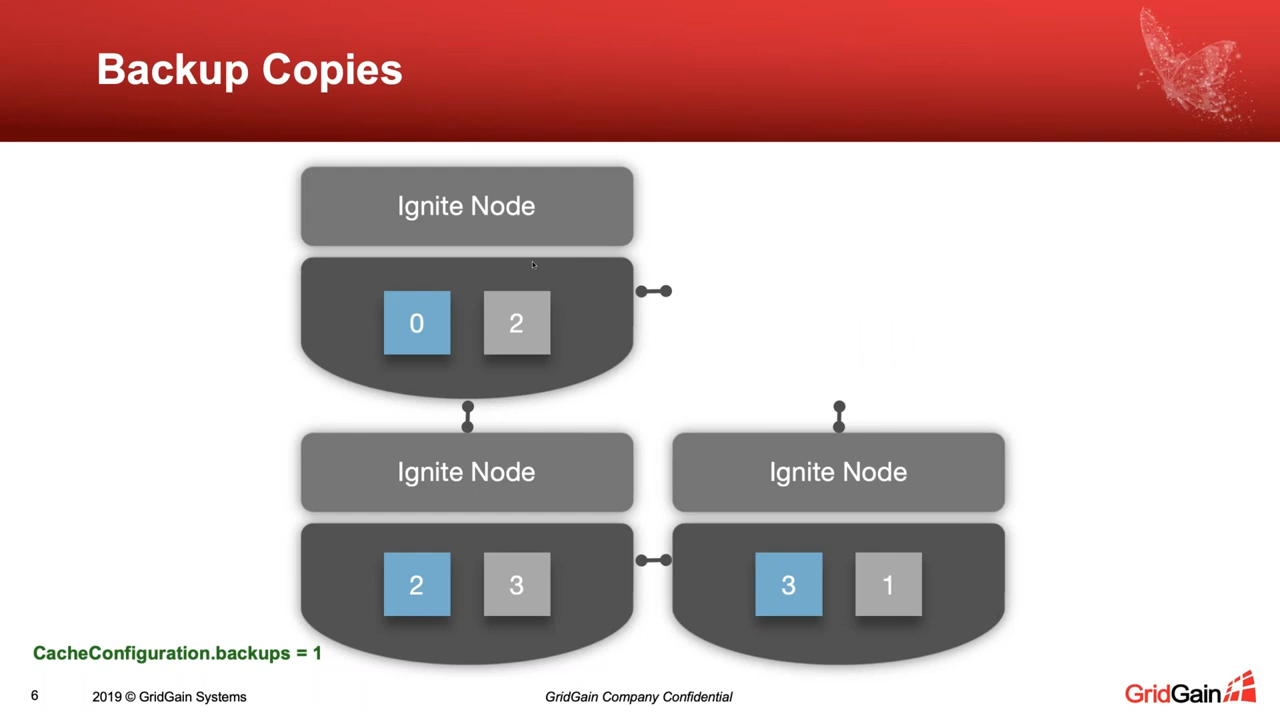 Backup Copies
Ignite Node
0 2
Ignite Node
Ignite Node
2 3
3 1
CacheConfiguration.backups = 1
6
2019 © GridGain Systems
GridGain Company Confidential
GridGain